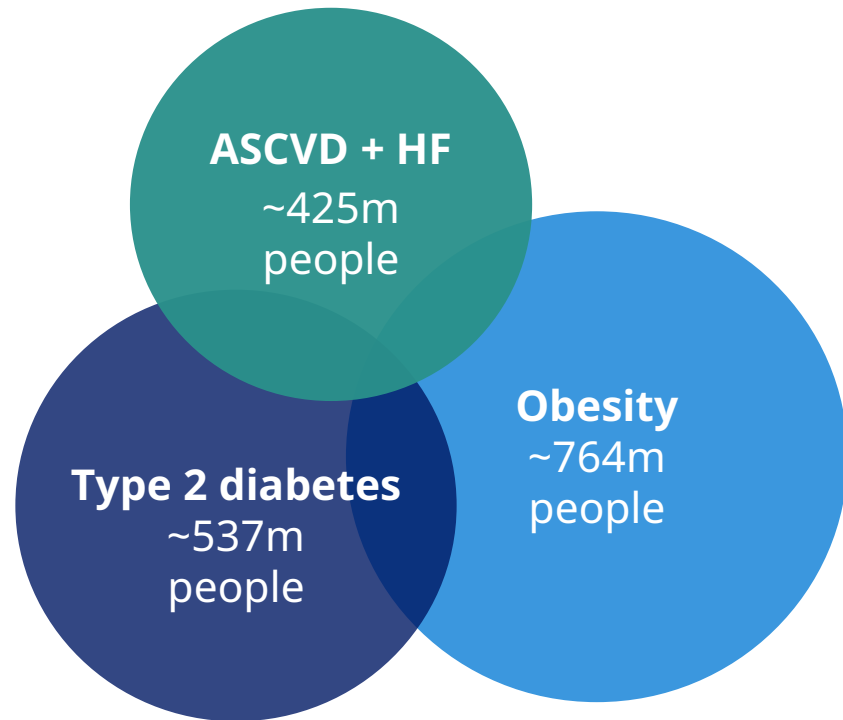 ASCVD + HF
~425m
people
Obesity
~764m
people
Type 2 diabetes
~537m
people